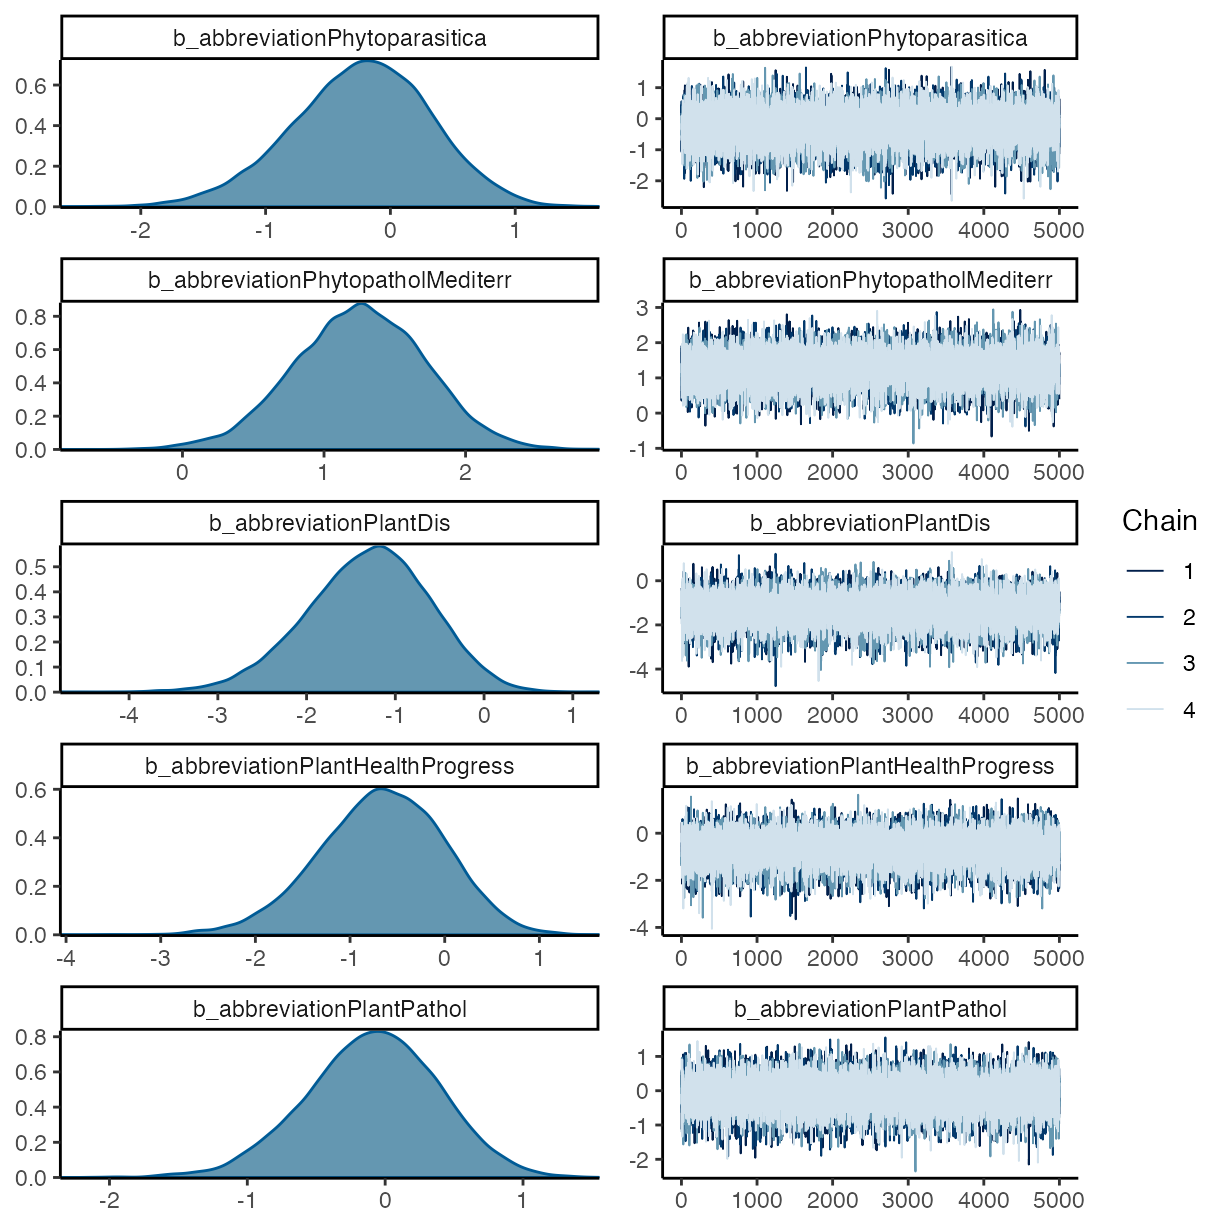 b_abbreviationPhytoparasitica b_abbreviationPhytoparasitica
0.6
0.4
0.2
0.0
-2 -1 0 1
1
0
-1
-2
0 1000 2000 3000 4000 5000
b_abbreviationPhytopatholMediterr b_abbreviationPhytopatholMediterr
0.8
0.6
0.4
0.2
0.0
0 1 2
3
2
1
0
-1
0 1000 2000 3000 4000 5000
b_abbreviationPlantDis b_abbreviationPlantDis
0.5
0.4
0.3
0.2
0.1
0.0
-4 -3 -2 -1 0 1
0
-2
-4
0 1000 2000 3000 4000 5000
b_abbreviationPlantHealthProgress b_abbreviationPlantHealthProgress
0.6
0.4
0.2
0.0
-4 -3 -2 -1 0 1
0
-2
-4
0 1000 2000 3000 4000 5000
b_abbreviationPlantPathol b_abbreviationPlantPathol
0.8
0.6
0.4
0.2
0.0
-2 -1 0 1
1
0
-1
-2
0 1000 2000 3000 4000 5000
Chain
1
2
3
4